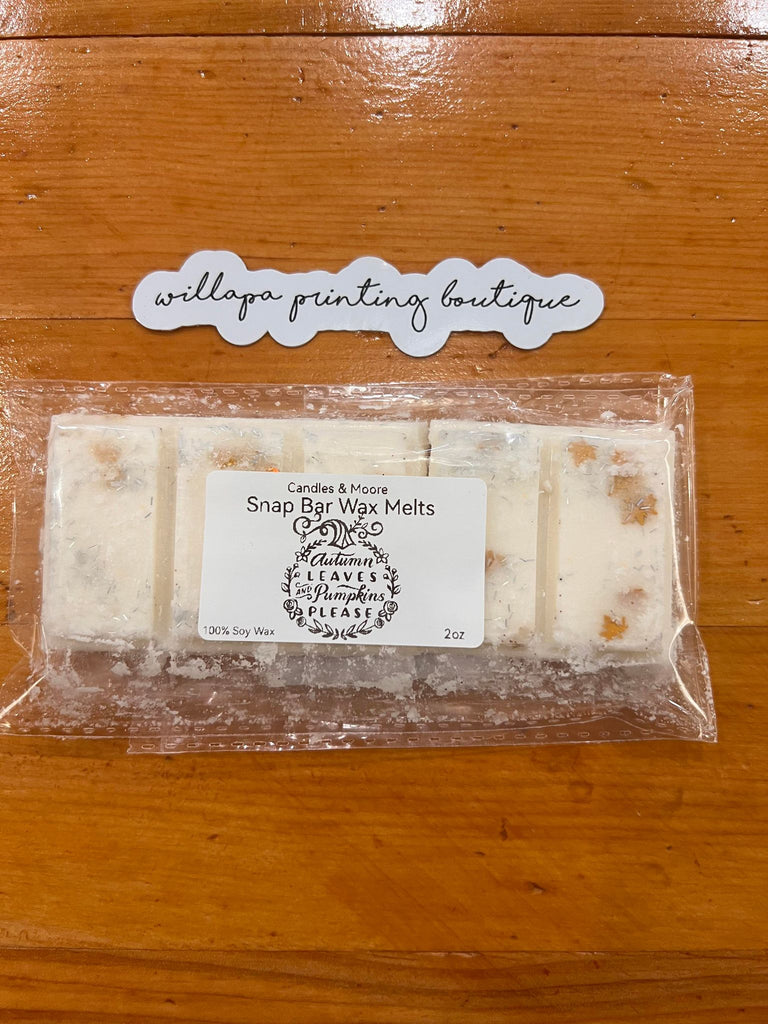 willapa printing boutique
Candles & Moore
Snap Bar Wax Melts
Autumn
LEAVES
AND Pumpkins
PLEASE
100% Soy Wax 2oz